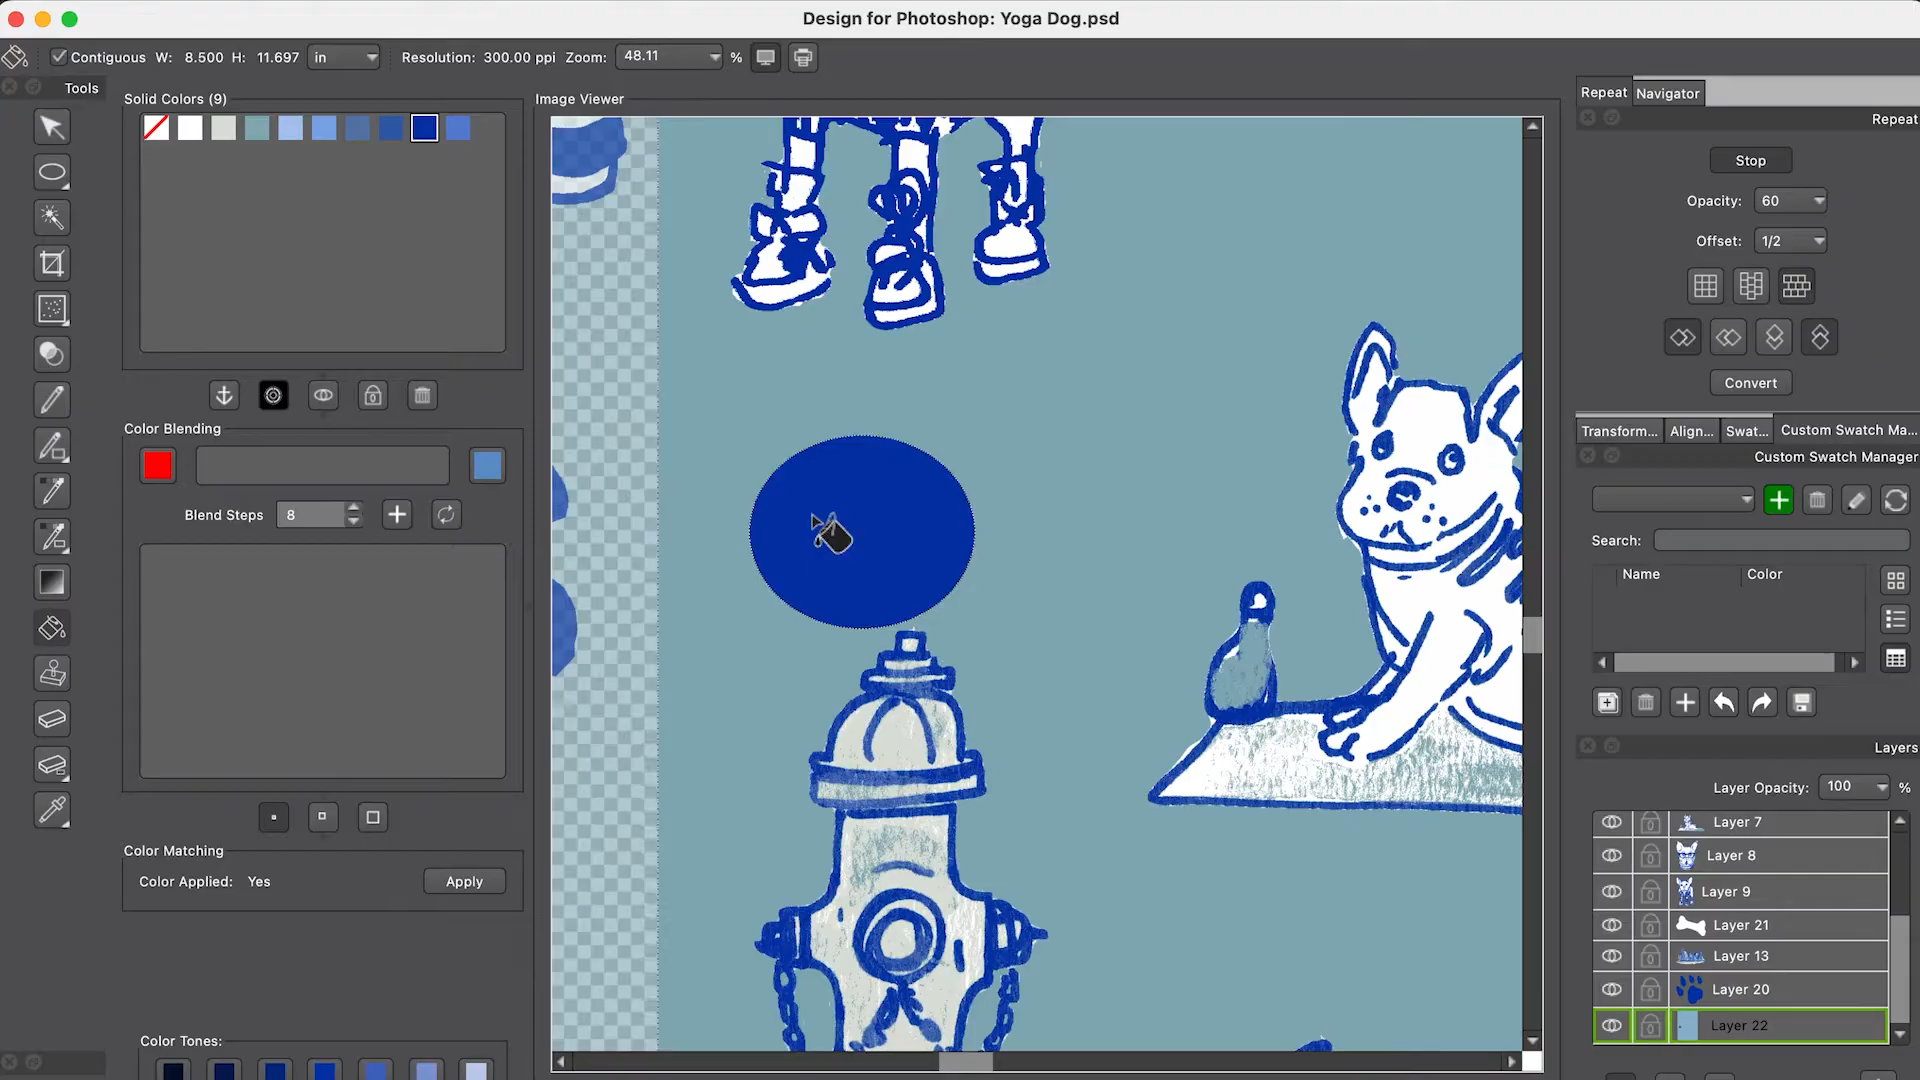 Design for Photoshop: Yoga Dog.psd
Contiguous W: 8.500 H: 11.697 in Resolution: 300.00 ppi Zoom: 48.11 %
Tools
Solid Colors (9)
Image Viewer
Repeat Navigator
Repeat
Stop
Opacity: 60
Offset: 1/2
Convert
Color Blending
Blend Steps 8
Transform... Align... Swat... Custom Swatch Ma...
Custom Swatch Manager
Search:
Name Color
Layers
Layer Opacity: 100 %
Layer 7
Layer 8
Layer 9
Layer 21
Layer 13
Layer 20
Layer 22
Color Matching
Color Applied: Yes Apply
Color Tones: